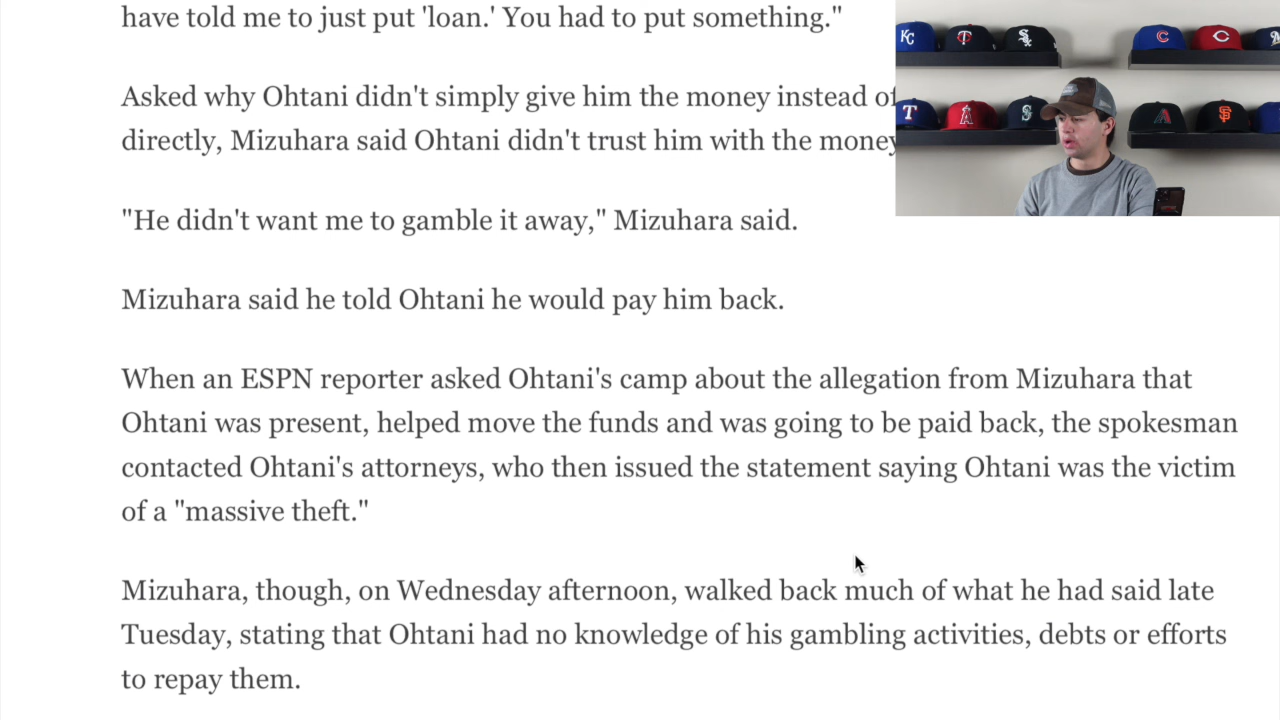 have told me to just put 'loan.' You had to put something."
Asked why Ohtani didn't simply give him the money instead of
directly, Mizuhara said Ohtani didn't trust him with the money
"He didn't want me to gamble it away," Mizuhara said.
Mizuhara said he told Ohtani he would pay him back.
When an ESPN reporter asked Ohtani's camp about the allegation from Mizuhara that
Ohtani was present, helped move the funds and was going to be paid back, the spokesman
contacted Ohtani's attorneys, who then issued the statement saying Ohtani was the victim
of a "massive theft."
Mizuhara, though, on Wednesday afternoon, walked back much of what he had said late
Tuesday, stating that Ohtani had no knowledge of his gambling activities, debts or efforts
to repay them.
KC T Sox C C M
T A S A SF